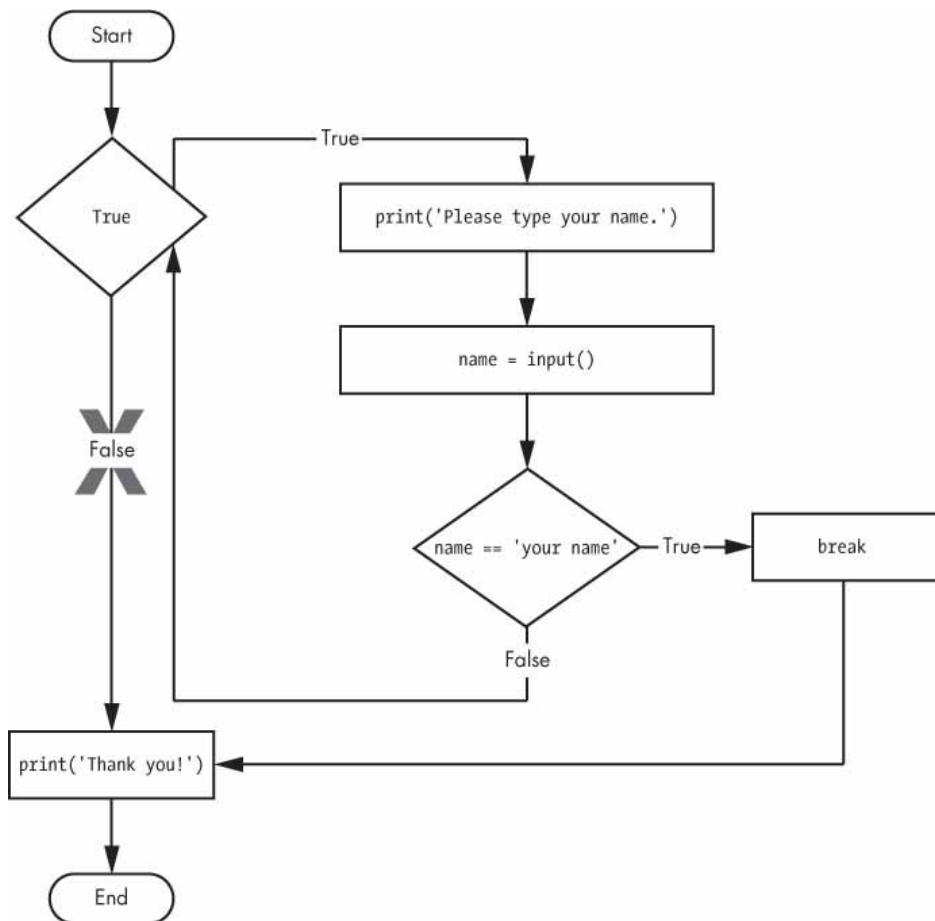 Start
True
True
print('Please type your name.')
name = input()
False
name == 'your name'
True
break
False
print('Thank you!')
End